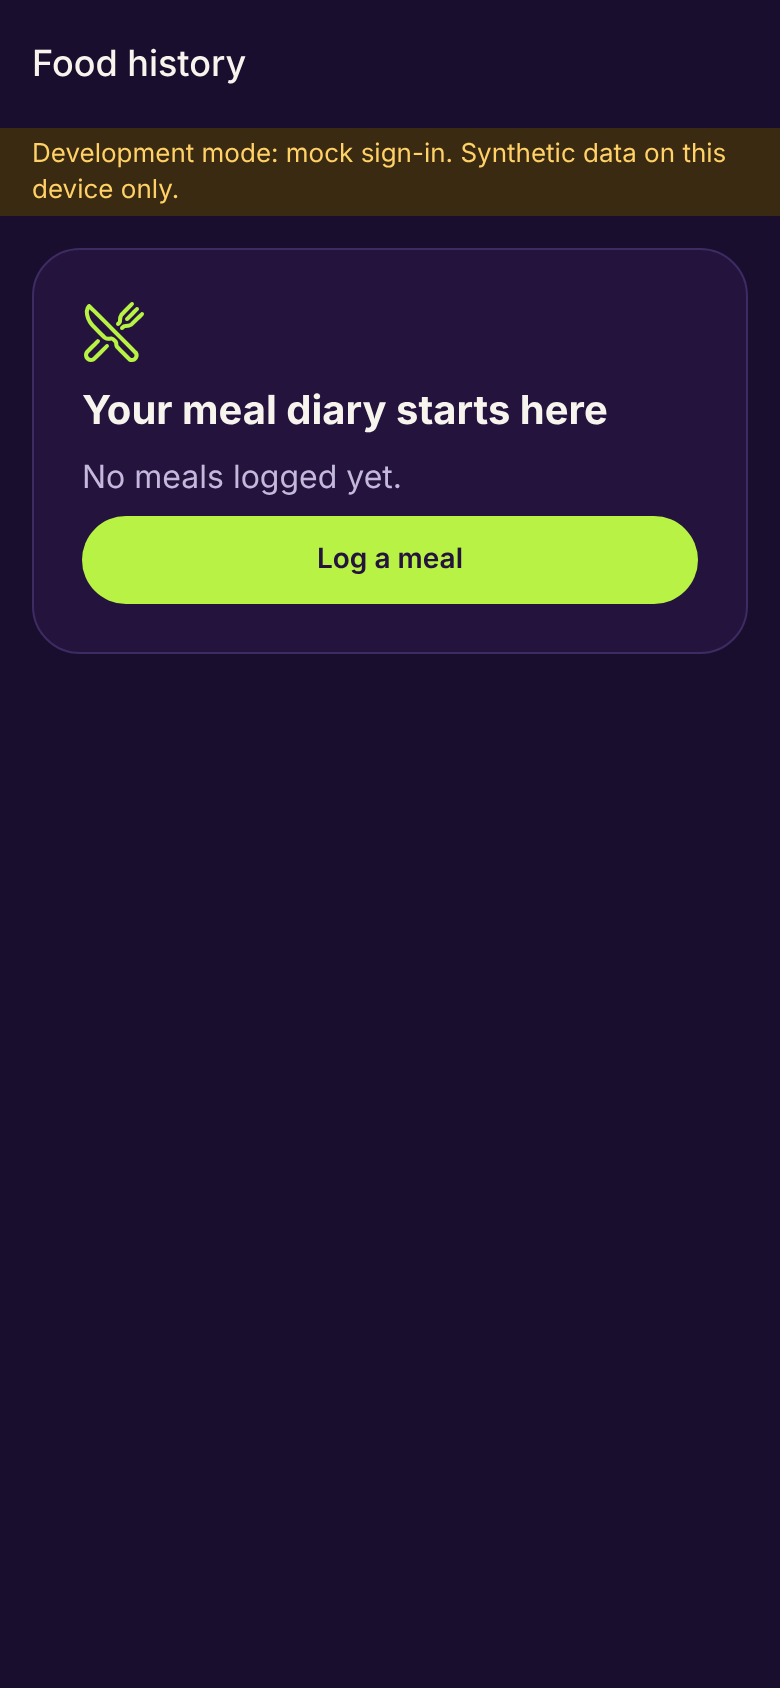 Food history
Development mode: mock sign-in. Synthetic data on this
device only.
Your meal diary starts here
No meals logged yet.
Log a meal